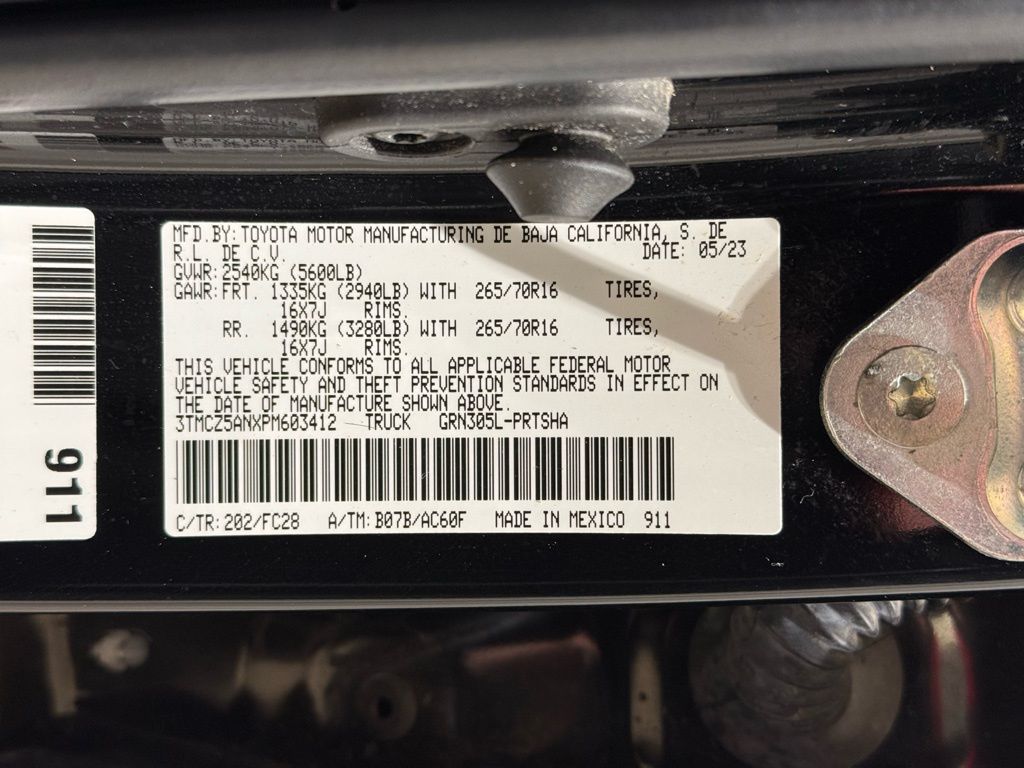 MFD.BY:TOYOTA MOTOR MANUFACTURING DE BAJA CALIFORNIA, S. DE
R.L. DE C.V. DATE: 05/23
GVWR:2540KG (5600LB)
GAWR:FRT. 1335KG (2940LB) WITH 265/70R16 TIRES,
16X7J RIMS.
RR. 1490KG (3280LB) WITH 265/70R16 TIRES,
16X7J RIMS.
THIS VEHICLE CONFORMS TO ALL APPLICABLE FEDERAL MOTOR
VEHICLE SAFETY AND THEFT PREVENTION STANDARDS IN EFFECT ON
THE DATE OF MANUFACTURE SHOWN ABOVE.
3TMCZ5ANXPM603412 TRUCK GRN305L-PRTSHA
C/TR:202/FC28 A/TM:B07B/AC60F MADE IN MEXICO 911
911